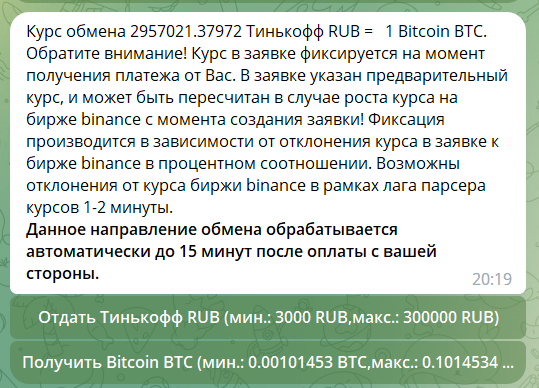 Курс обмена 2957021.37972 Тинькофф RUB = 1 Bitcoin BTC.
Обратите внимание! Курс в заявке фиксируется на момент
получения платежа от Вас. В заявке указан предварительный
курс, и может быть пересчитан в случае роста курса на
бирже binance с момента создания заявки! Фиксация
производится в зависимости от отклонения курса в заявке к
бирже binance в процентном соотношении. Возможны
отклонения от курса биржи binance в рамках лага парсера
курсов 1-2 минуты.
Данное направление обмена обрабатывается
автоматически до 15 минут после оплаты с вашей
стороны.
20:19
Отдать Тинькофф RUB (мин.: 3000 RUB,макс.: 300000 RUB)
Получить Bitcoin BTC (мин.: 0.00101453 BTC,макс.: 0.1014534 ...